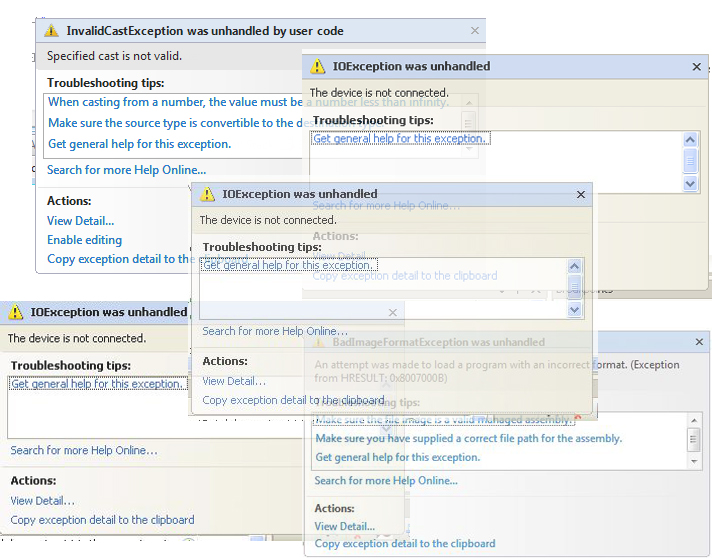 InvalidCastException was unhandled by user code
Specified cast is not valid.
Troubleshooting tips:
When casting from a number, the value must be a number less than infinity.
Make sure the source type is convertible to the
Get general help for this exception.
Search for more Help Online...
Actions:
View Detail...
Enable editing
Copy exception detail to the clipboard
IOException was unhandled
The device is not connected.
Troubleshooting tips:
Get general help for this exception.
Search for more Help Online...
Actions:
View Detail...
Copy exception detail to the clipboard
IOException was unhandled
The device is not connected.
Troubleshooting tips:
Get general help for this exception.
Search for more Help Online...
Actions:
View Detail...
Copy exception detail to the clipboard
IOException was unhandled
The device is not connected.
Troubleshooting tips:
Get general help for this exception.
Search for more Help Online...
Actions:
View Detail...
Copy exception detail to the clipboard
BadImageFormatException was unhandled
An attempt was made to load a program with an incorrect format. (Exception
from HRESULT: 0x8007000B)
Troubleshooting tips:
Make sure the file image is a valid managed assembly.
Make sure you have supplied a correct file path for the assembly.
Get general help for this exception.
Search for more Help Online...
Actions:
View Detail...
Copy exception detail to the clipboard